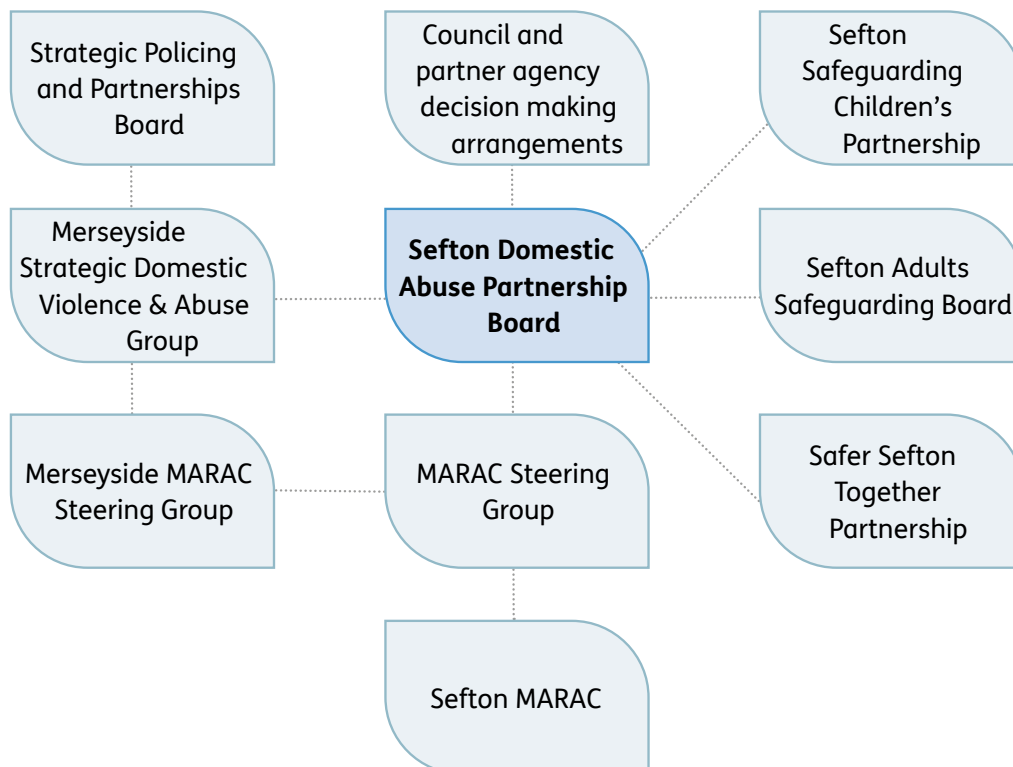 Strategic Policing
and Partnerships
Board
Council and
partner agency
decision making
arrangements
Sefton
Safeguarding
Children’s
Partnership
Merseyside
Strategic Domestic
Violence & Abuse
Group
Sefton Domestic
Abuse Partnership
Board
Sefton Adults
Safeguarding Board
Merseyside MARAC
Steering Group
MARAC Steering
Group
Safer Sefton
Together
Partnership
Sefton MARAC